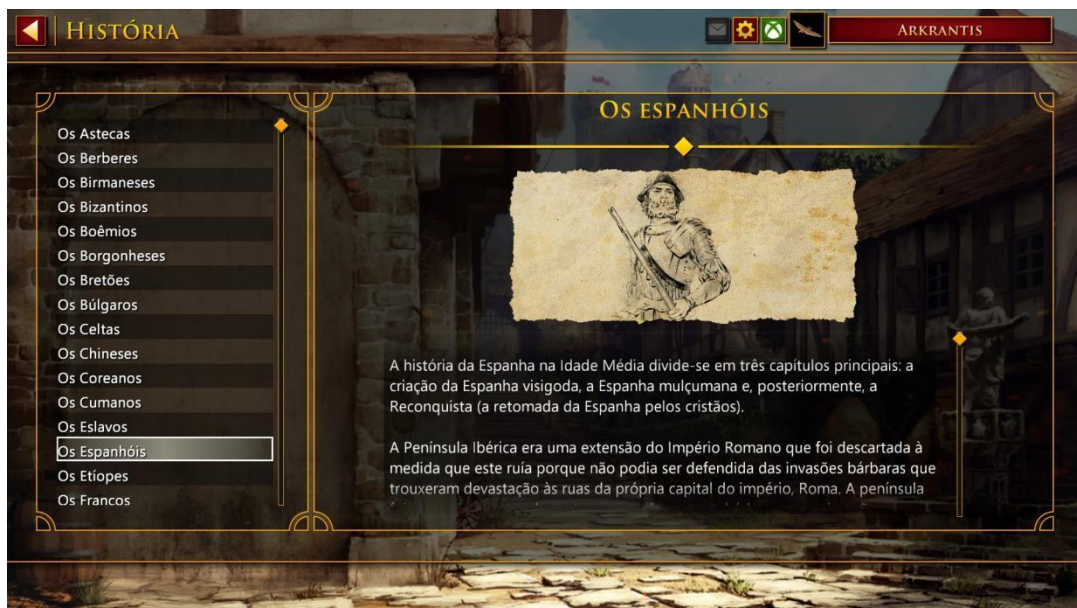 HISTÓRIA
ARKRANTIS
Os Astecas
Os Berberes
Os Birmaneses
Os Bizantinos
Os Boêmios
Os Borgonheses
Os Bretões
Os Búlgaros
Os Celtas
Os Chineses
Os Coreanos
Os Cumanos
Os Eslavos
Os Espanhóis
Os Etíopes
Os Francos
OS ESPANHÓIS
A história da Espanha na Idade Média divide-se em três capítulos principais: a
criação da Espanha visigoda, a Espanha mulçumana e, posteriormente, a
Reconquista (a retomada da Espanha pelos cristãos).
A Península Ibérica era uma extensão do Império Romano que foi descartada à
medida que este ruía porque não podia ser defendida das invasões bárbaras que
trouxeram devastação às ruas da própria capital do império, Roma. A península